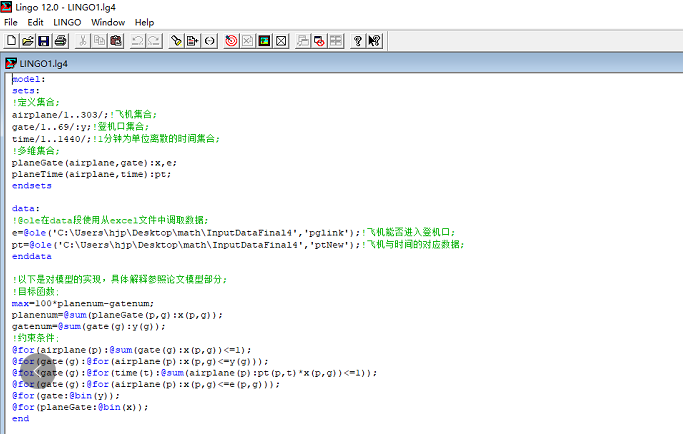 Lingo 12.0 - LINGO1.lg4
File Edit LINGO Window Help
LINGO1.lg4
model:
sets:
!定义集合;
airplane/1..303/;!飞机集合;
gate/1..69/:y;!登机口集合;
time/1..1440/;!1分钟为单位离散的时间集合;
!多维集合;
planeGate(airplane,gate):x,e;
planeTime(airplane,time):pt;
endsets
data:
!@ole在data段使用从excel文件中调取数据;
e=@ole('C:\Users\hjp\Desktop\math\InputDataFinal4','pglink');!飞机能否进入登机口;
pt=@ole('C:\Users\hjp\Desktop\math\InputDataFinal4','ptNew');!飞机与时间的对应数据;
enddata
!以下是对模型的实现，具体解释参照论文模型部分;
!目标函数;
max=100*planenum-gatenum;
planenum=@sum(planeGate(p,g):x(p,g));
gatenum=@sum(gate(g):y(g));
!约束条件;
@for(airplane(p):@sum(gate(g):x(p,g))<=1);
@for(gate(g):@for(airplane(p):x(p,g)<=y(g)));
@for(gate(g):@for(time(t):@sum(airplane(p):pt(p,t)*x(p,g))<=1));
@for(gate(g):@for(airplane(p):x(p,g)<=e(p,g)));
@for(gate:@bin(y));
@for(planeGate:@bin(x));
end